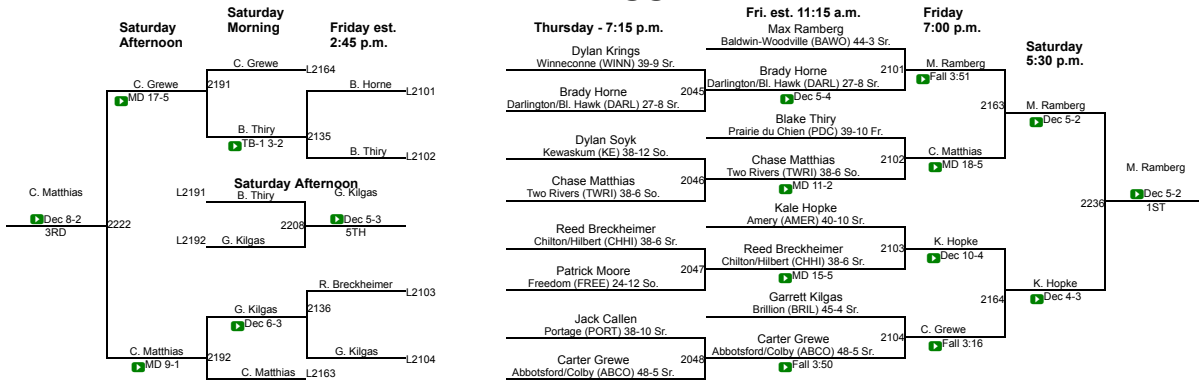 Saturday
Afternoon
Saturday
Morning
Friday est.
2:45 p.m.
Thursday - 7:15 p.m.
Fri. est. 11:15 a.m.
Friday
7:00 p.m.
Saturday
5:30 p.m.
C. Grewe
L2164
C. Grewe
MD 17-5
2191
B. Horne
L2101
B. Thiry
TB-1 3-2
2135
B. Thiry
L2102
C. Matthias
Dec 8-2
3RD
2222
Saturday Afternoon
L2191
B. Thiry
G. Kilgas
2208
Dec 5-3
5TH
L2192
G. Kilgas
R. Breckheimer
L2103
G. Kilgas
Dec 6-3
2136
G. Kilgas
L2104
C. Matthias
MD 9-1
2192
C. Matthias
L2163
Dylan Krings
Winneconne (WINN) 39-9 Sr.
Brady Horne
Darlington/Bl. Hawk (DARL) 27-8 Sr.
2045
Dylan Soyk
Kewaskum (KE) 38-12 So.
Chase Matthias
Two Rivers (TWRI) 38-6 So.
2046
Reed Breckheimer
Chilton/Hilbert (CHHI) 38-6 Sr.
Patrick Moore
Freedom (FREE) 24-12 So.
2047
Jack Callen
Portage (PORT) 38-10 Sr.
Carter Grewe
Abbotsford/Colby (ABCO) 48-5 Sr.
2048
Max Ramberg
Baldwin-Woodville (BAWO) 44-3 Sr.
Brady Horne
Darlington/Bl. Hawk (DARL) 27-8 Sr.
Dec 5-4
2101
Blake Thiry
Prairie du Chien (PDC) 39-10 Fr.
Chase Matthias
Two Rivers (TWRI) 38-6 So.
MD 11-2
2102
Kale Hopke
Amery (AMER) 40-10 Sr.
Reed Breckheimer
Chilton/Hilbert (CHHI) 38-6 Sr.
MD 15-5
2103
Garrett Kilgas
Brillion (BRIL) 45-4 Sr.
Carter Grewe
Abbotsford/Colby (ABCO) 48-5 Sr.
Fall 3:50
2104
M. Ramberg
Fall 3:51
2163
C. Matthias
MD 18-5
K. Hopke
Dec 10-4
2164
C. Grewe
Fall 3:16
M. Ramberg
Dec 5-2
2236
K. Hopke
Dec 4-3
M. Ramberg
Dec 5-2
1ST